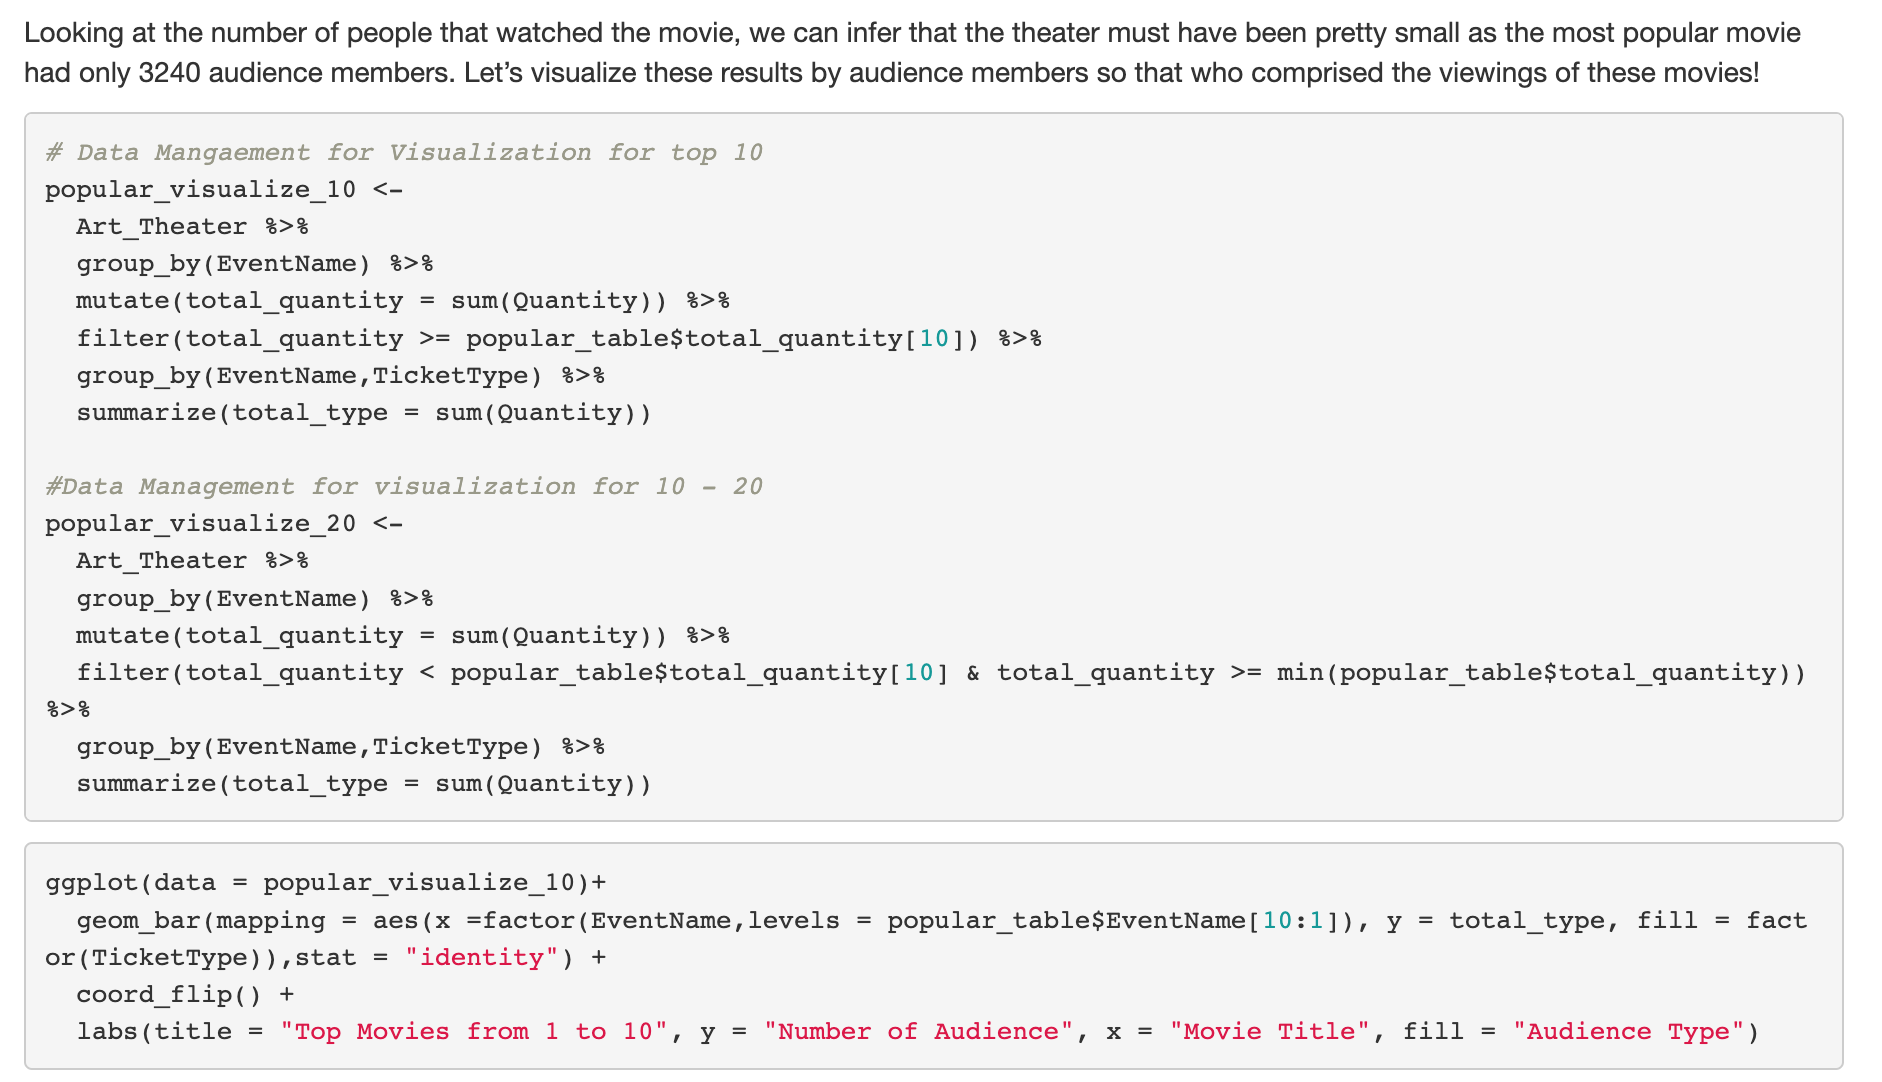 Looking at the number of people that watched the movie, we can infer that the theater must have been pretty small as the most popular movie
had only 3240 audience members. Let’s visualize these results by audience members so that who comprised the viewings of these movies!
# Data Mangaement for Visualization for top 10
popular_visualize_10 <-
  Art_Theater %>%
  group_by(EventName) %>%
  mutate(total_quantity = sum(Quantity)) %>%
  filter(total_quantity >= popular_table$total_quantity[10]) %>%
  group_by(EventName,TicketType) %>%
  summarize(total_type = sum(Quantity))
#Data Management for visualization for 10 - 20
popular_visualize_20 <-
  Art_Theater %>%
  group_by(EventName) %>%
  mutate(total_quantity = sum(Quantity)) %>%
  filter(total_quantity < popular_table$total_quantity[10] & total_quantity >= min(popular_table$total_quantity))
%>%
  group_by(EventName,TicketType) %>%
  summarize(total_type = sum(Quantity))
ggplot(data = popular_visualize_10)+
  geom_bar(mapping = aes(x =factor(EventName,levels = popular_table$EventName[10:1]), y = total_type, fill = fact
or(TicketType)),stat = "identity") +
  coord_flip() +
  labs(title = "Top Movies from 1 to 10", y = "Number of Audience", x = "Movie Title", fill = "Audience Type")